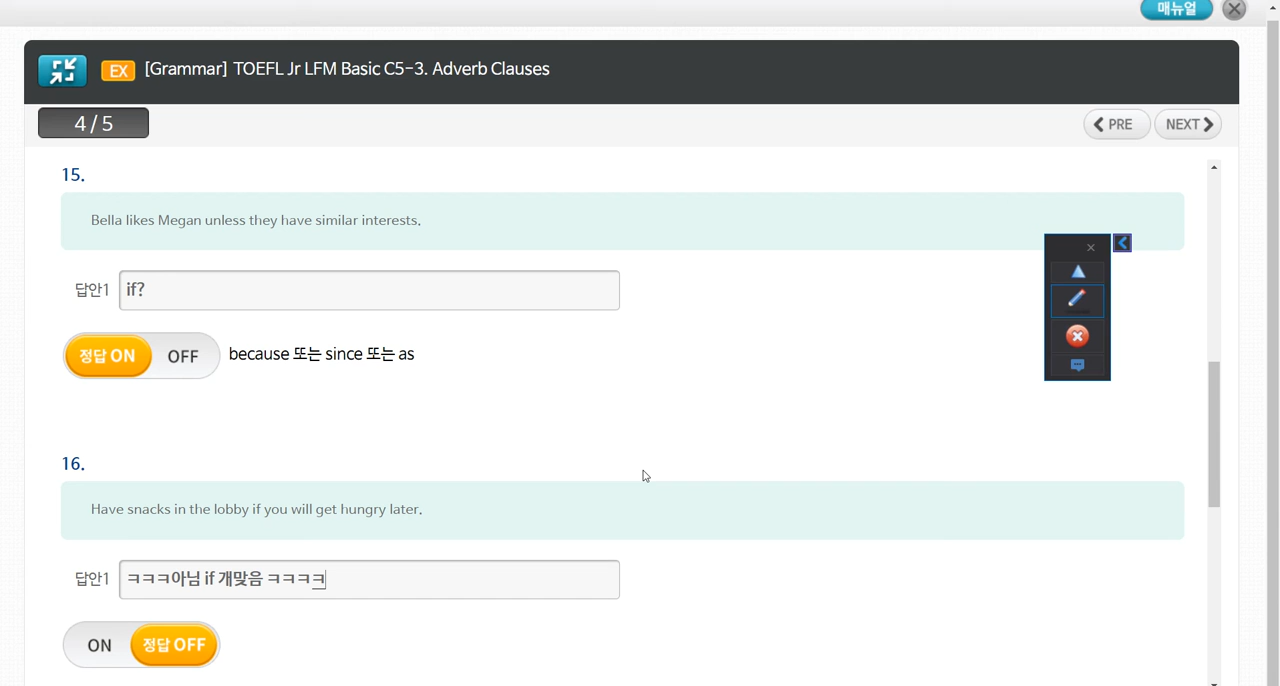 매뉴얼
EX [Grammar] TOEFL Jr LFM Basic C5-3. Adverb Clauses
4 / 5
PRE
NEXT
15.
Bella likes Megan unless they have similar interests.
답안1 if?
정답 ON OFF because 또는 since 또는 as
16.
Have snacks in the lobby if you will get hungry later.
답안1 ㅋㅋㅋ아님 if 개맞음 ㅋㅋㅋㅋ
ON 정답 OFF